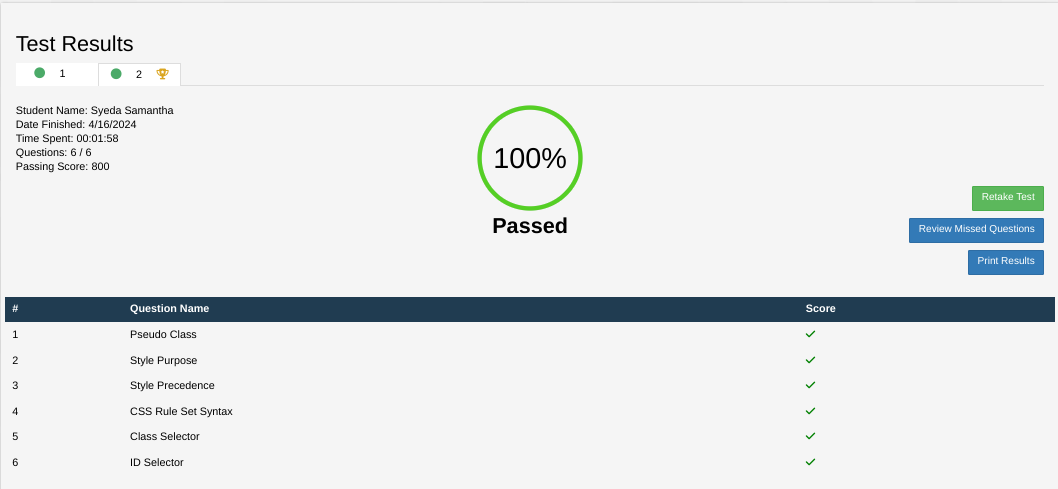 Test Results
1 2
Student Name: Syeda Samantha
Date Finished: 4/16/2024
Time Spent: 00:01:58
Questions: 6 / 6
Passing Score: 800
100%
Passed
Retake Test
Review Missed Questions
Print Results
# Question Name Score
1 Pseudo Class
2 Style Purpose
3 Style Precedence
4 CSS Rule Set Syntax
5 Class Selector
6 ID Selector